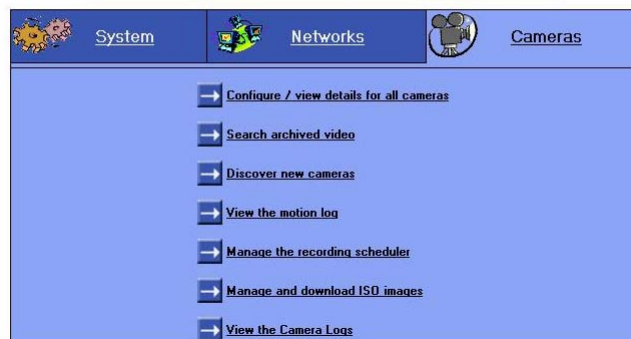 System Networks Cameras
Configure / view details for all cameras
Search archived video
Discover new cameras
View the motion log
Manage the recording scheduler
Manage and download ISO images
View the Camera Logs